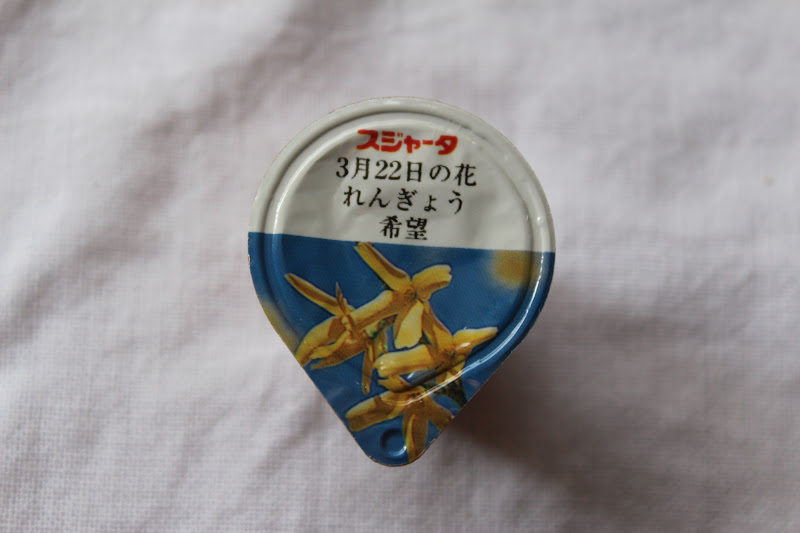 スジャータ
3月22日の花
れんぎょう
希望